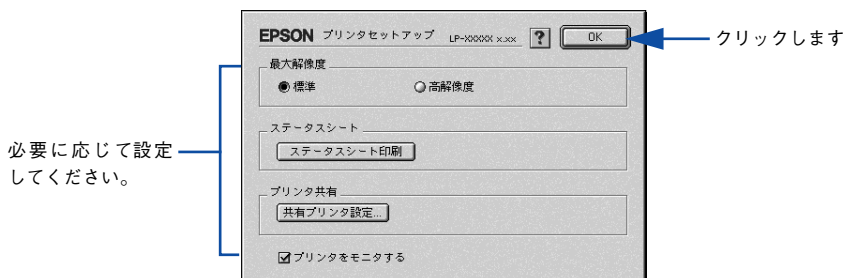 EPSON プリンタセットアップ LP-XXXXX x.xx ? OK
クリックします
最大解像度
標準 高解像度
ステータスシート
ステータスシート印刷
必要に応じて設定
してください。
プリンタ共有
共有プリンタ設定...
プリンタをモニタする